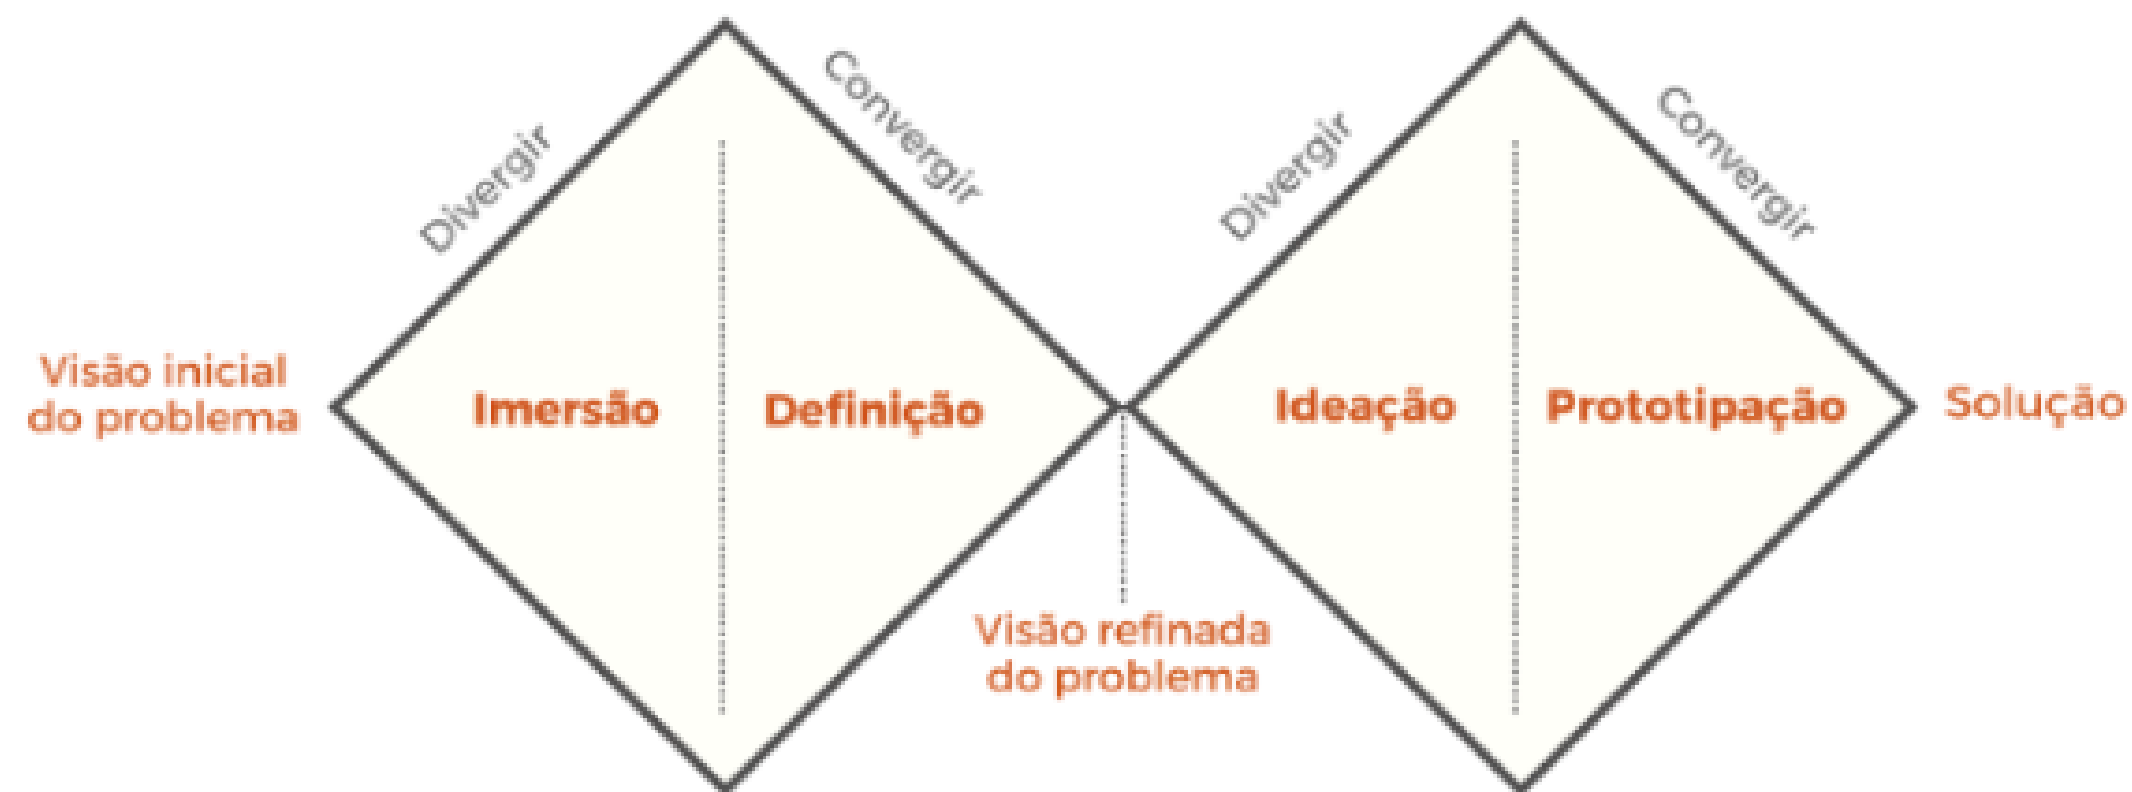 Divergir
Convergir
Divergir
Convergir
Visão inicial
do problema
Imersão
Definição
Ideação
Prototipação
Solução
Visão refinada
do problema